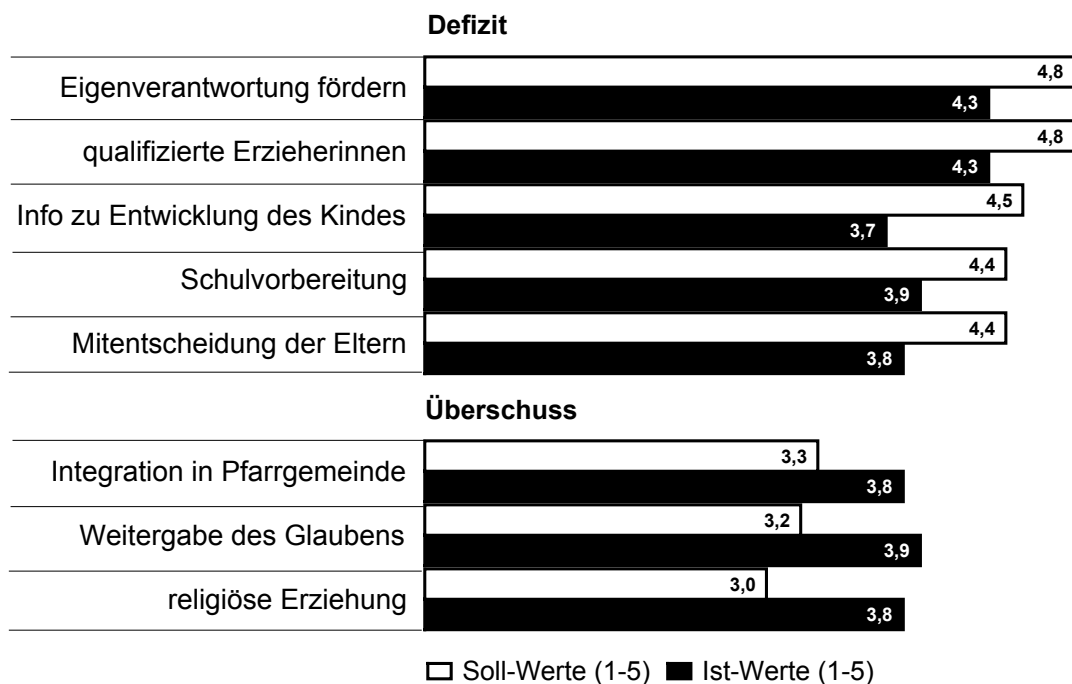 Defizit
Eigenverantwortung fördern
4,8
4,3
qualifizierte Erzieherinnen
4,8
4,3
Info zu Entwicklung des Kindes
4,5
3,7
Schulvorbereitung
4,4
3,9
Mitentscheidung der Eltern
4,4
3,8
Überschuss
Integration in Pfarrgemeinde
3,3
3,8
Weitergabe des Glaubens
3,2
3,9
religiöse Erziehung
3,0
3,8
Soll-Werte (1-5) Ist-Werte (1-5)